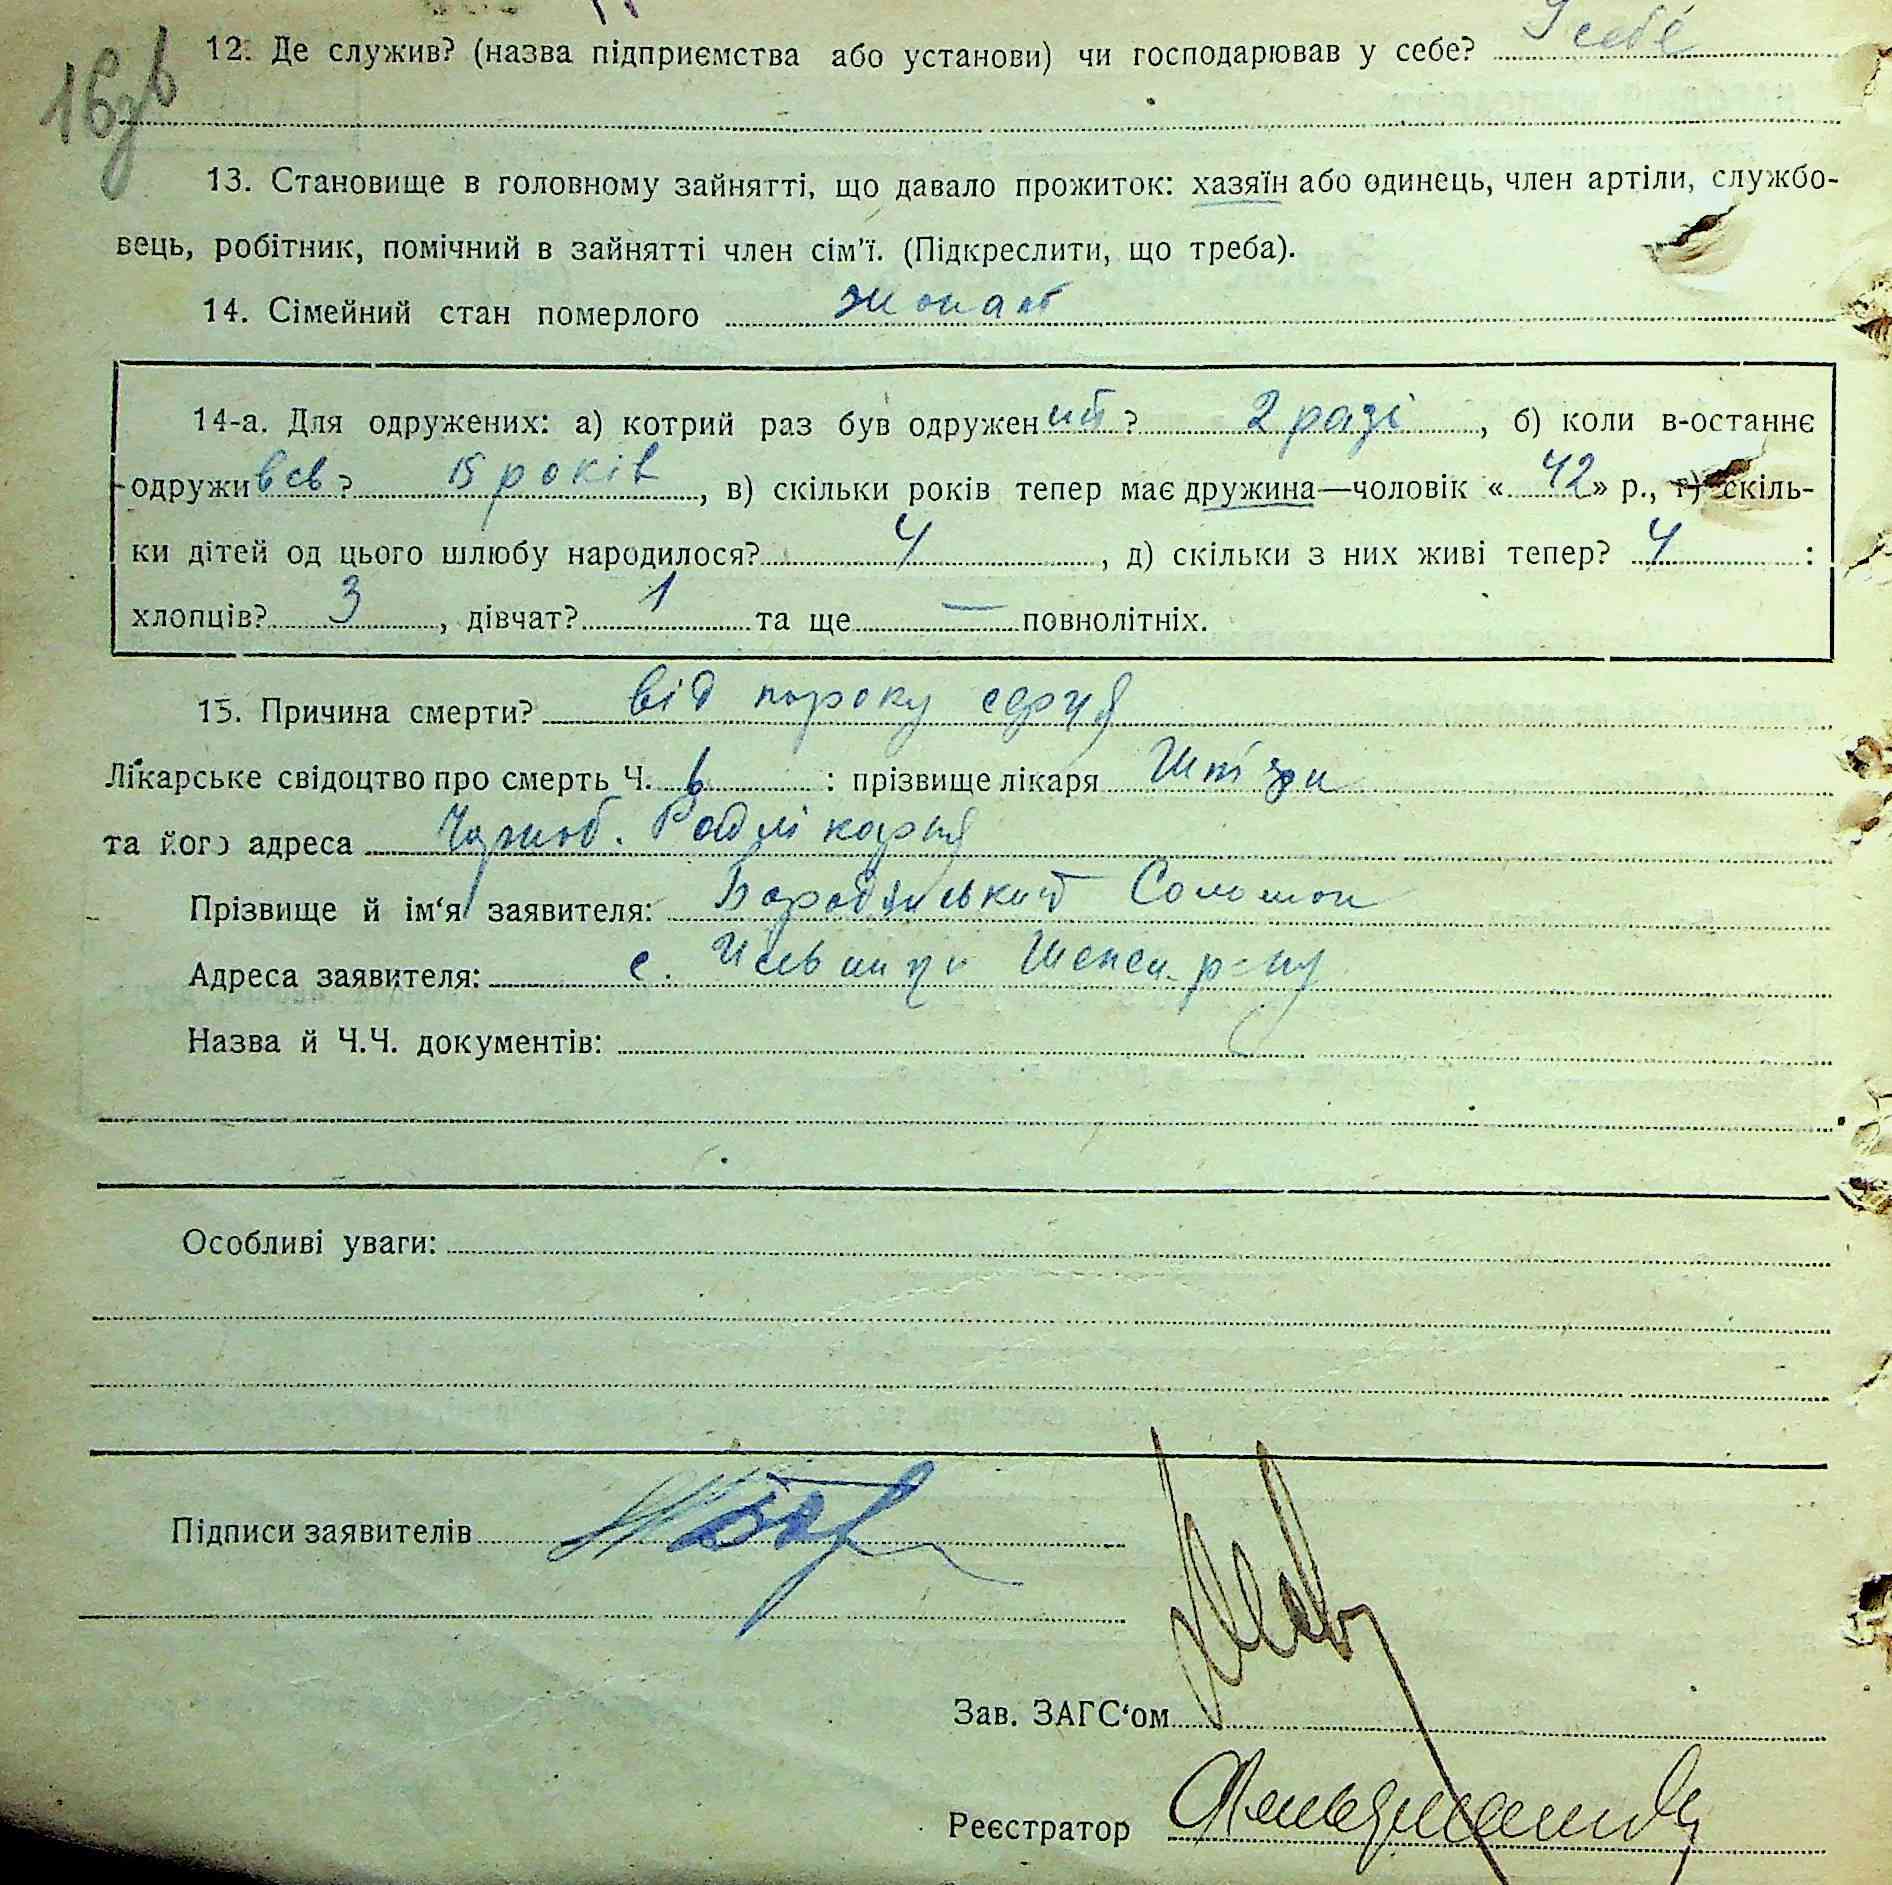 16зв
12. Де служив? (назва підприємства або установи) чи господарював у себе? У себе
13. Становище в головному зайнятті, що давало прожиток: хазяїн або одинець, член артіли, службо-
вець, робітник, помічний в зайнятті член сім'ї. (Підкреслити, що треба).
14. Сімейний стан померлого жонат
14-а. Для одружених: а) котрий раз був одружений? 2 разі, б) коли в-останнє
одруживсь? 15 років, в) скільки років тепер має дружина—чоловік «42» р., г) скіль-
ки дітей од цього шлюбу народилося? 4, д) скільки з них живі тепер? 4:
хлопців? 3, дівчат? 1 та ще — повнолітніх.
15. Причина смерти? від пороку серця
Лікарське свідоцтво про смерть Ч. : прізвище лікаря
та його адреса
Прізвище й ім'я заявителя: Бородянський Соломон
Адреса заявителя: с.
Назва й Ч.Ч. документів:
Особливі уваги:
Підписи заявителів
Зав. ЗАГС'ом
Реєстратор